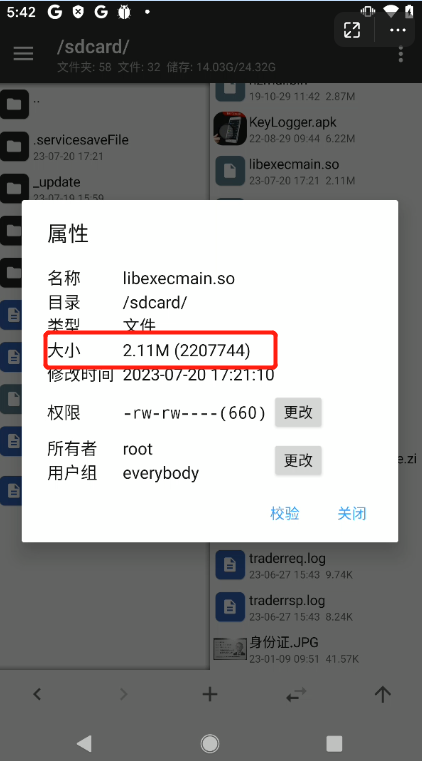 5:42
/sdcard/
文件夹: 58 文件: 32 储存: 14.03G/24.32G
..
.servicesaveFile
23-07-20 17:21
_update
23-07-19 15:59
19-10-29 11:42 2.87M
KeyLogger.apk
22-08-29 09:44 6.22M
libexecmain.so
23-07-20 17:21 2.11M
属性
名称 libexecmain.so
目录 /sdcard/
类型 文件
大小 2.11M (2207744)
修改时间 2023-07-20 17:21:10
权限 -rw-rw----(660) 更改
所有者 root
用户组 everybody
更改
e.zi
校验 关闭
traderreq.log
23-06-27 15:43 9.74K
traderrsp.log
23-06-27 15:43 8.24K
身份证.JPG
23-01-09 09:51 41.57K